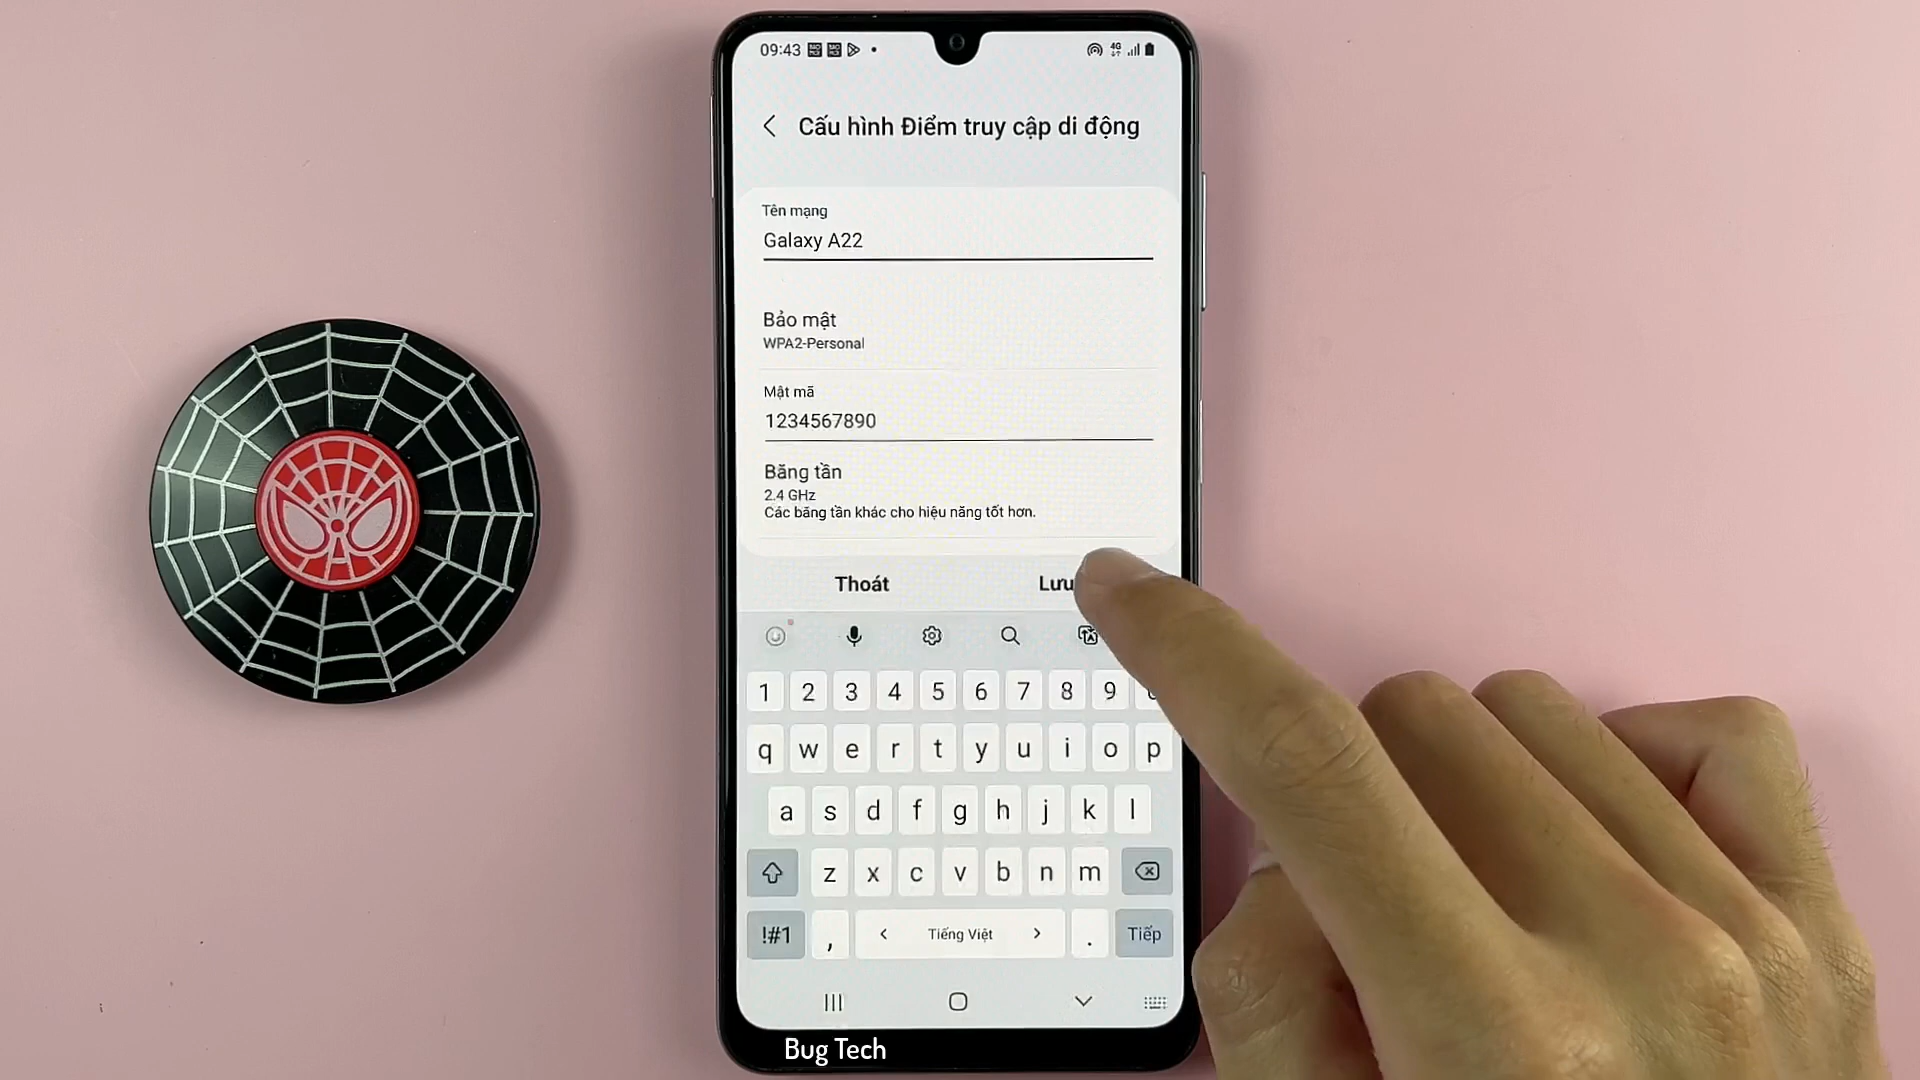 09:43
4G
Cấu hình Điểm truy cập di động
Tên mạng
Galaxy A22
Bảo mật
WPA2-Personal
Mật mã
1234567890
Băng tần
2.4 GHz
Các băng tần khác cho hiệu năng tốt hơn.
Thoát Lưu
1 2 3 4 5 6 7 8 9
q w e r t y u i o p
a s d f g h j k l
z x c v b n m
!#1 , < Tiếng Việt > . Tiếp
Bug Tech